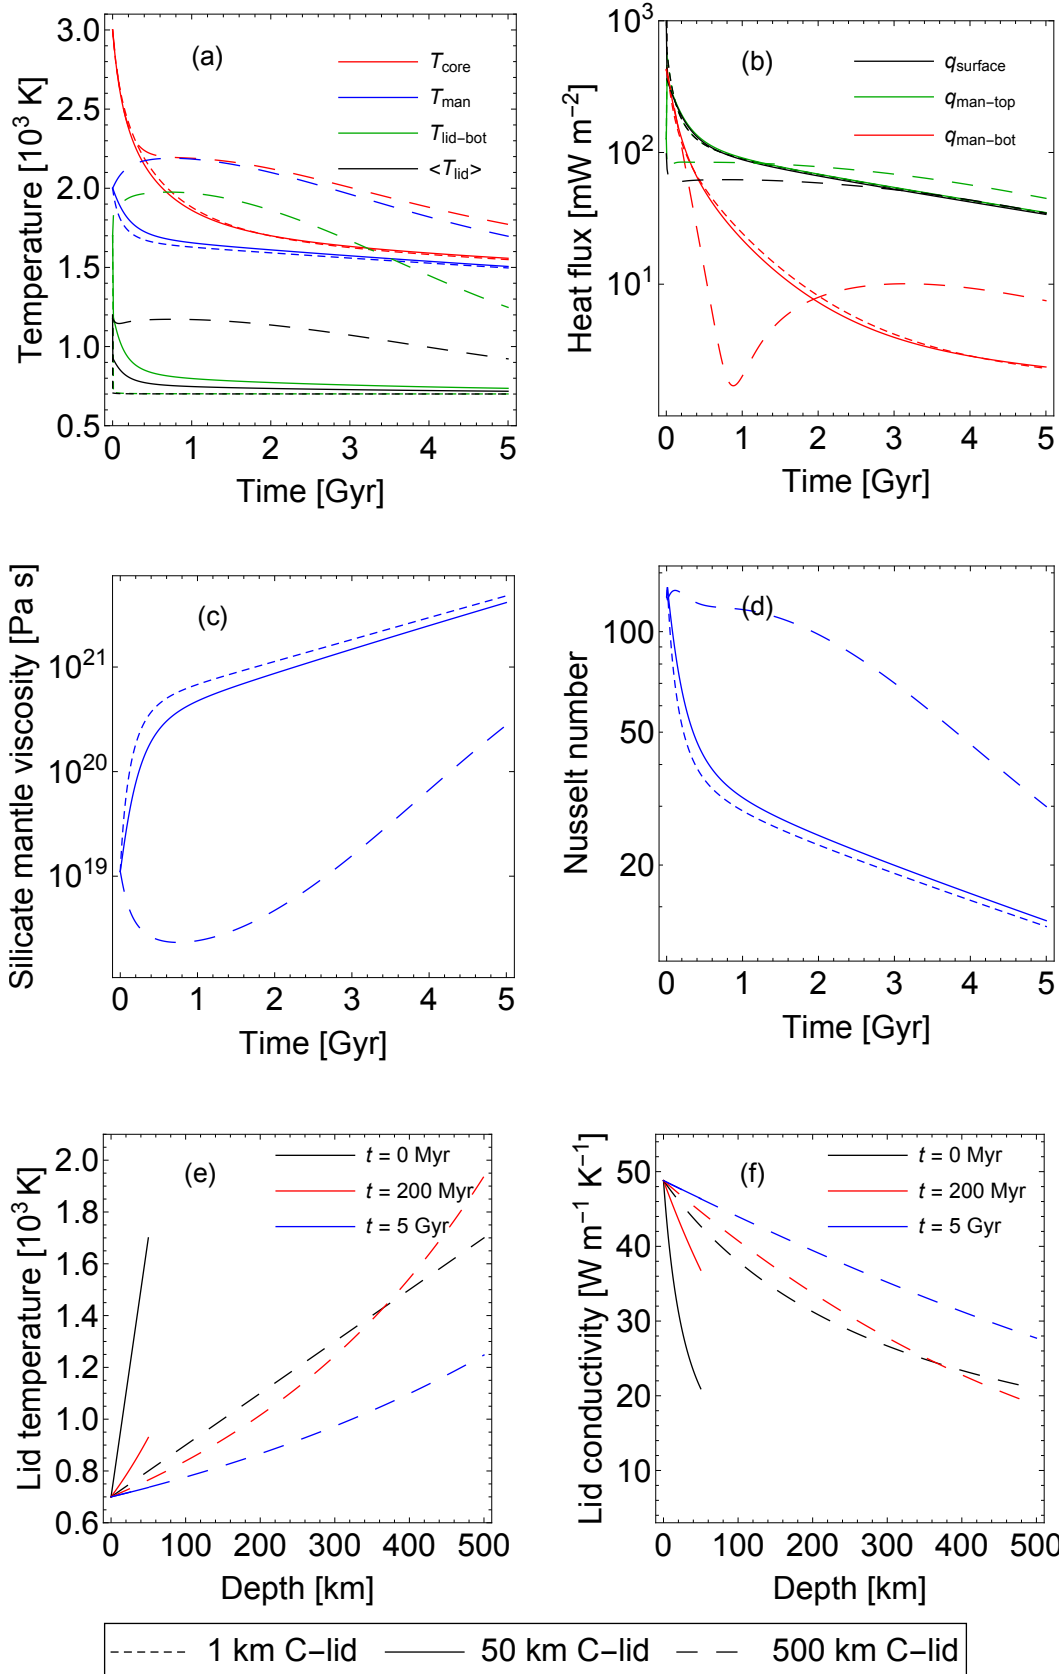 (a)
T_core
T_man
T_lid−bot
<T_lid>
3.0
2.5
2.0
1.5
1.0
0.5
0 1 2 3 4 5
Temperature [10³ K]
Time [Gyr]
(b)
q_surface
q_man−top
q_man−bot
10³
10²
10¹
0 1 2 3 4 5
Heat flux [mW m⁻²]
Time [Gyr]
(c)
10²¹
10²⁰
10¹⁹
0 1 2 3 4 5
Silicate mantle viscosity [Pa s]
Time [Gyr]
(d)
100
50
20
0 1 2 3 4 5
Nusselt number
Time [Gyr]
(e)
t = 0 Myr
t = 200 Myr
t = 5 Gyr
2.0
1.8
1.6
1.4
1.2
1.0
0.8
0.6
0 100 200 300 400 500
Lid temperature [10³ K]
Depth [km]
(f)
t = 0 Myr
t = 200 Myr
t = 5 Gyr
50
40
30
20
10
0 100 200 300 400 500
Lid conductivity [W m⁻¹ K⁻¹]
Depth [km]
1 km C−lid 50 km C−lid 500 km C−lid